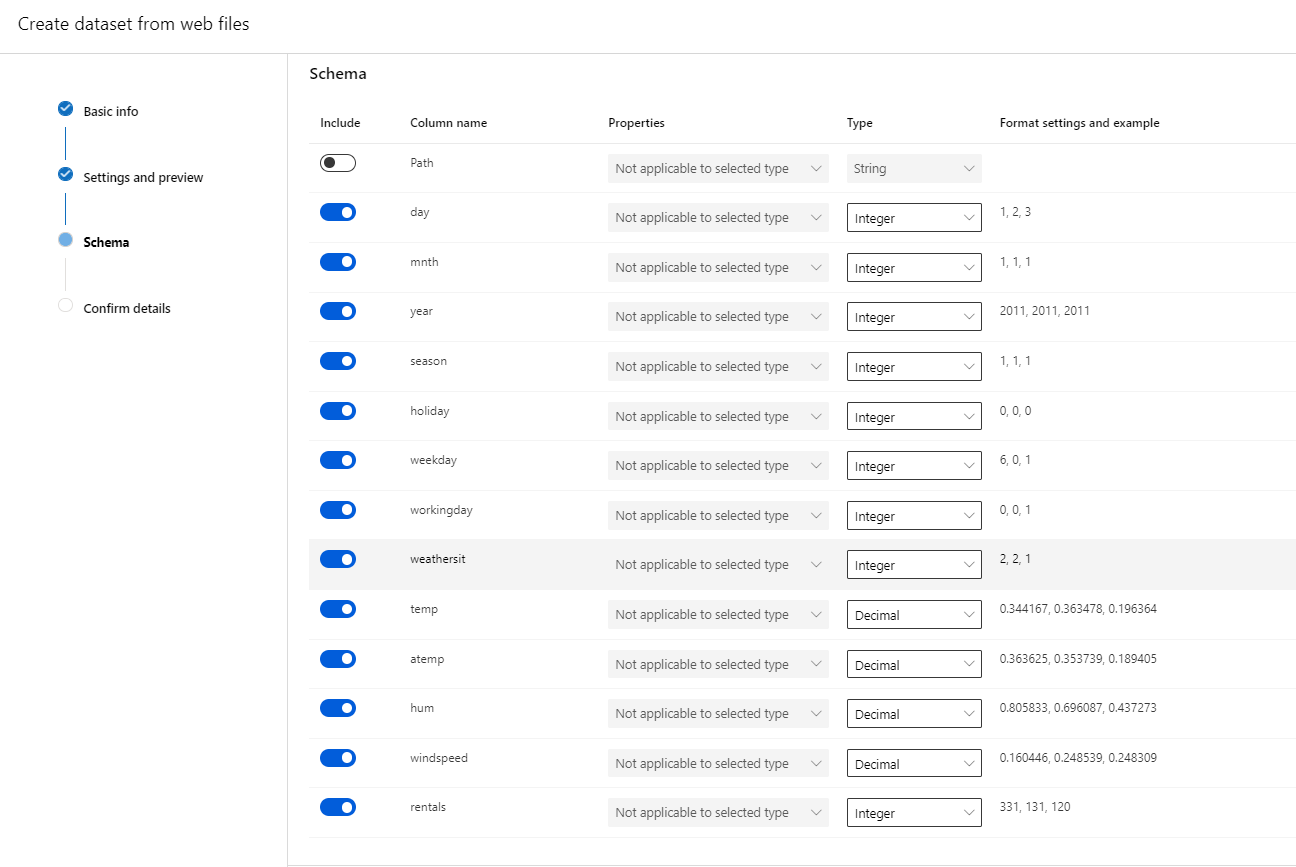 Create dataset from web files
Basic info
Settings and preview
Schema
Confirm details
Schema
Include Column name Properties Type Format settings and example
Path Not applicable to selected type String
day Not applicable to selected type Integer 1, 2, 3
mnth Not applicable to selected type Integer 1, 1, 1
year Not applicable to selected type Integer 2011, 2011, 2011
season Not applicable to selected type Integer 1, 1, 1
holiday Not applicable to selected type Integer 0, 0, 0
weekday Not applicable to selected type Integer 6, 0, 1
workingday Not applicable to selected type Integer 0, 0, 1
weathersit Not applicable to selected type Integer 2, 2, 1
temp Not applicable to selected type Decimal 0.344167, 0.363478, 0.196364
atemp Not applicable to selected type Decimal 0.363625, 0.353739, 0.189405
hum Not applicable to selected type Decimal 0.805833, 0.696087, 0.437273
windspeed Not applicable to selected type Decimal 0.160446, 0.248539, 0.248309
rentals Not applicable to selected type Integer 331, 131, 120